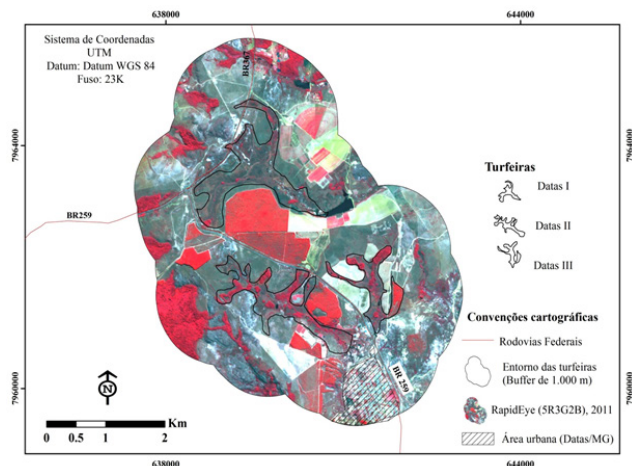 638000
644000
Sistema de Coordenadas
UTM
Datum: Datum WGS 84
Fuso: 23K
BR367
7964000
7964000
BR259
Turfeiras
Datas I
Datas II
Datas III
Convenções cartográficas
Rodovias Federais
Entorno das turfeiras
(Buffer de 1.000 m)
RapidEye (5R3G2B), 2011
Área urbana (Datas/MG)
BR 259
N
7960000
7960000
Km
0 0.5 1 2
638000
644000